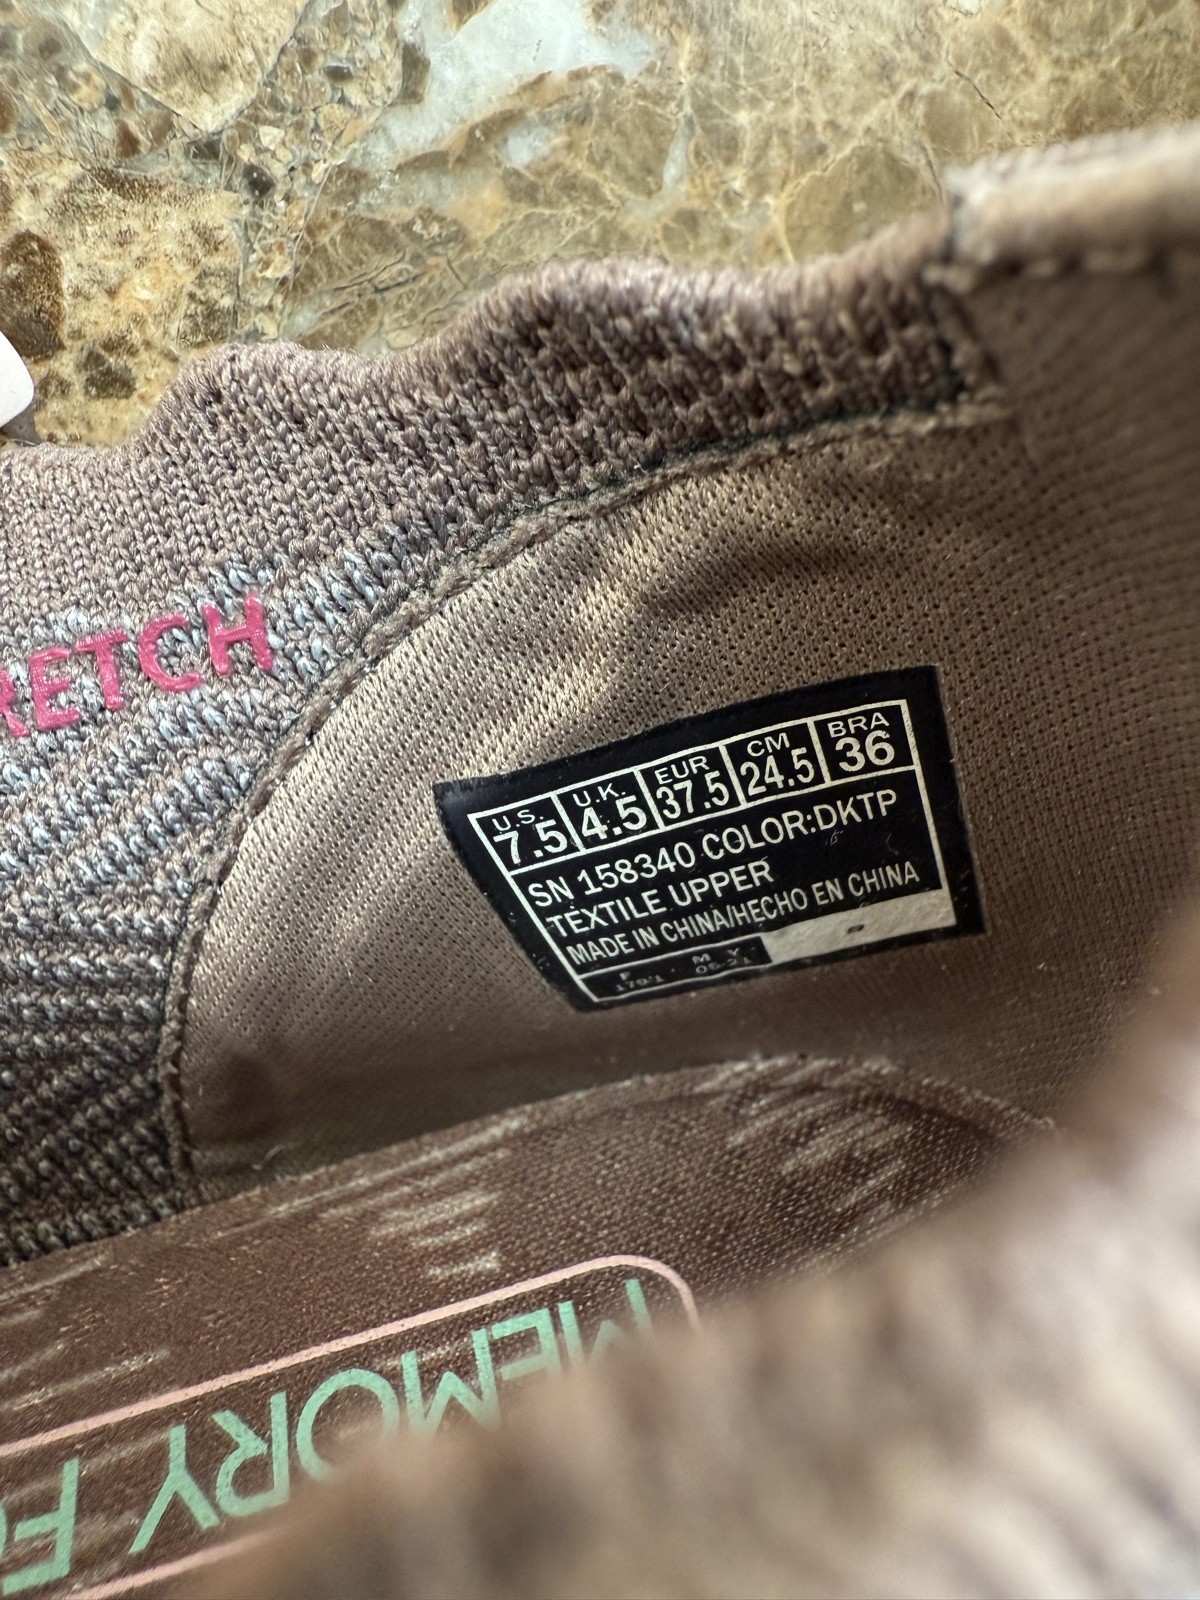 RETCH
U.S. U.K. EUR CM BRA
7.5 4.5 37.5 24.5 36
SN 158340 COLOR:DKTP
TEXTILE UPPER
MADE IN CHINA/HECHO EN CHINA
F M Y
MEMORY